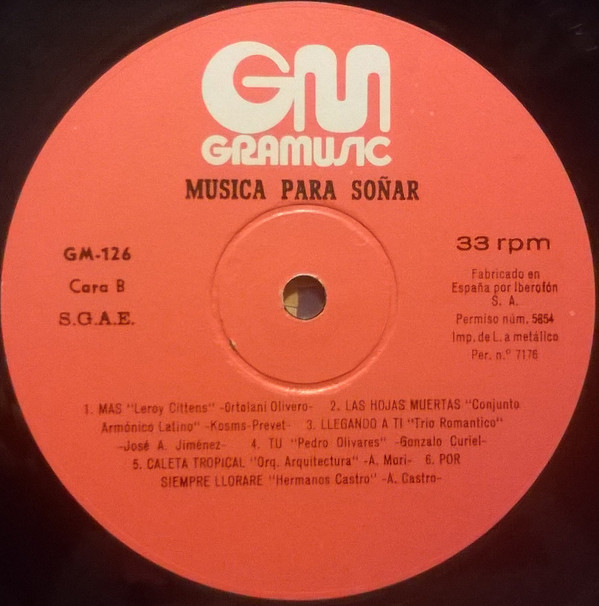 GM
GRAMUSIC
MUSICA PARA SOÑAR
GM-126
Cara B
S.G.A.E.
33 rpm
Fabricado en
España por Iberofón
S. A.
Permiso núm. 5854
Imp. de L. a metálico
Per. n.º 7176
1. MAS "Leroy Cittens" -Ortolani Olivero- 2. LAS HOJAS MUERTAS "Conjunto
Armónico Latino" -Kosms-Prevet- 3. LLEGANDO A TI "Trio Romantico"
-José A. Jiménez- 4. TU "Pedro Olivares" -Gonzalo Curiel-
5. CALETA TROPICAL "Orq. Arquitectura" -A. Mori- 6. POR
SIEMPRE LLORARE "Hermanos Castro" -A. Castro-